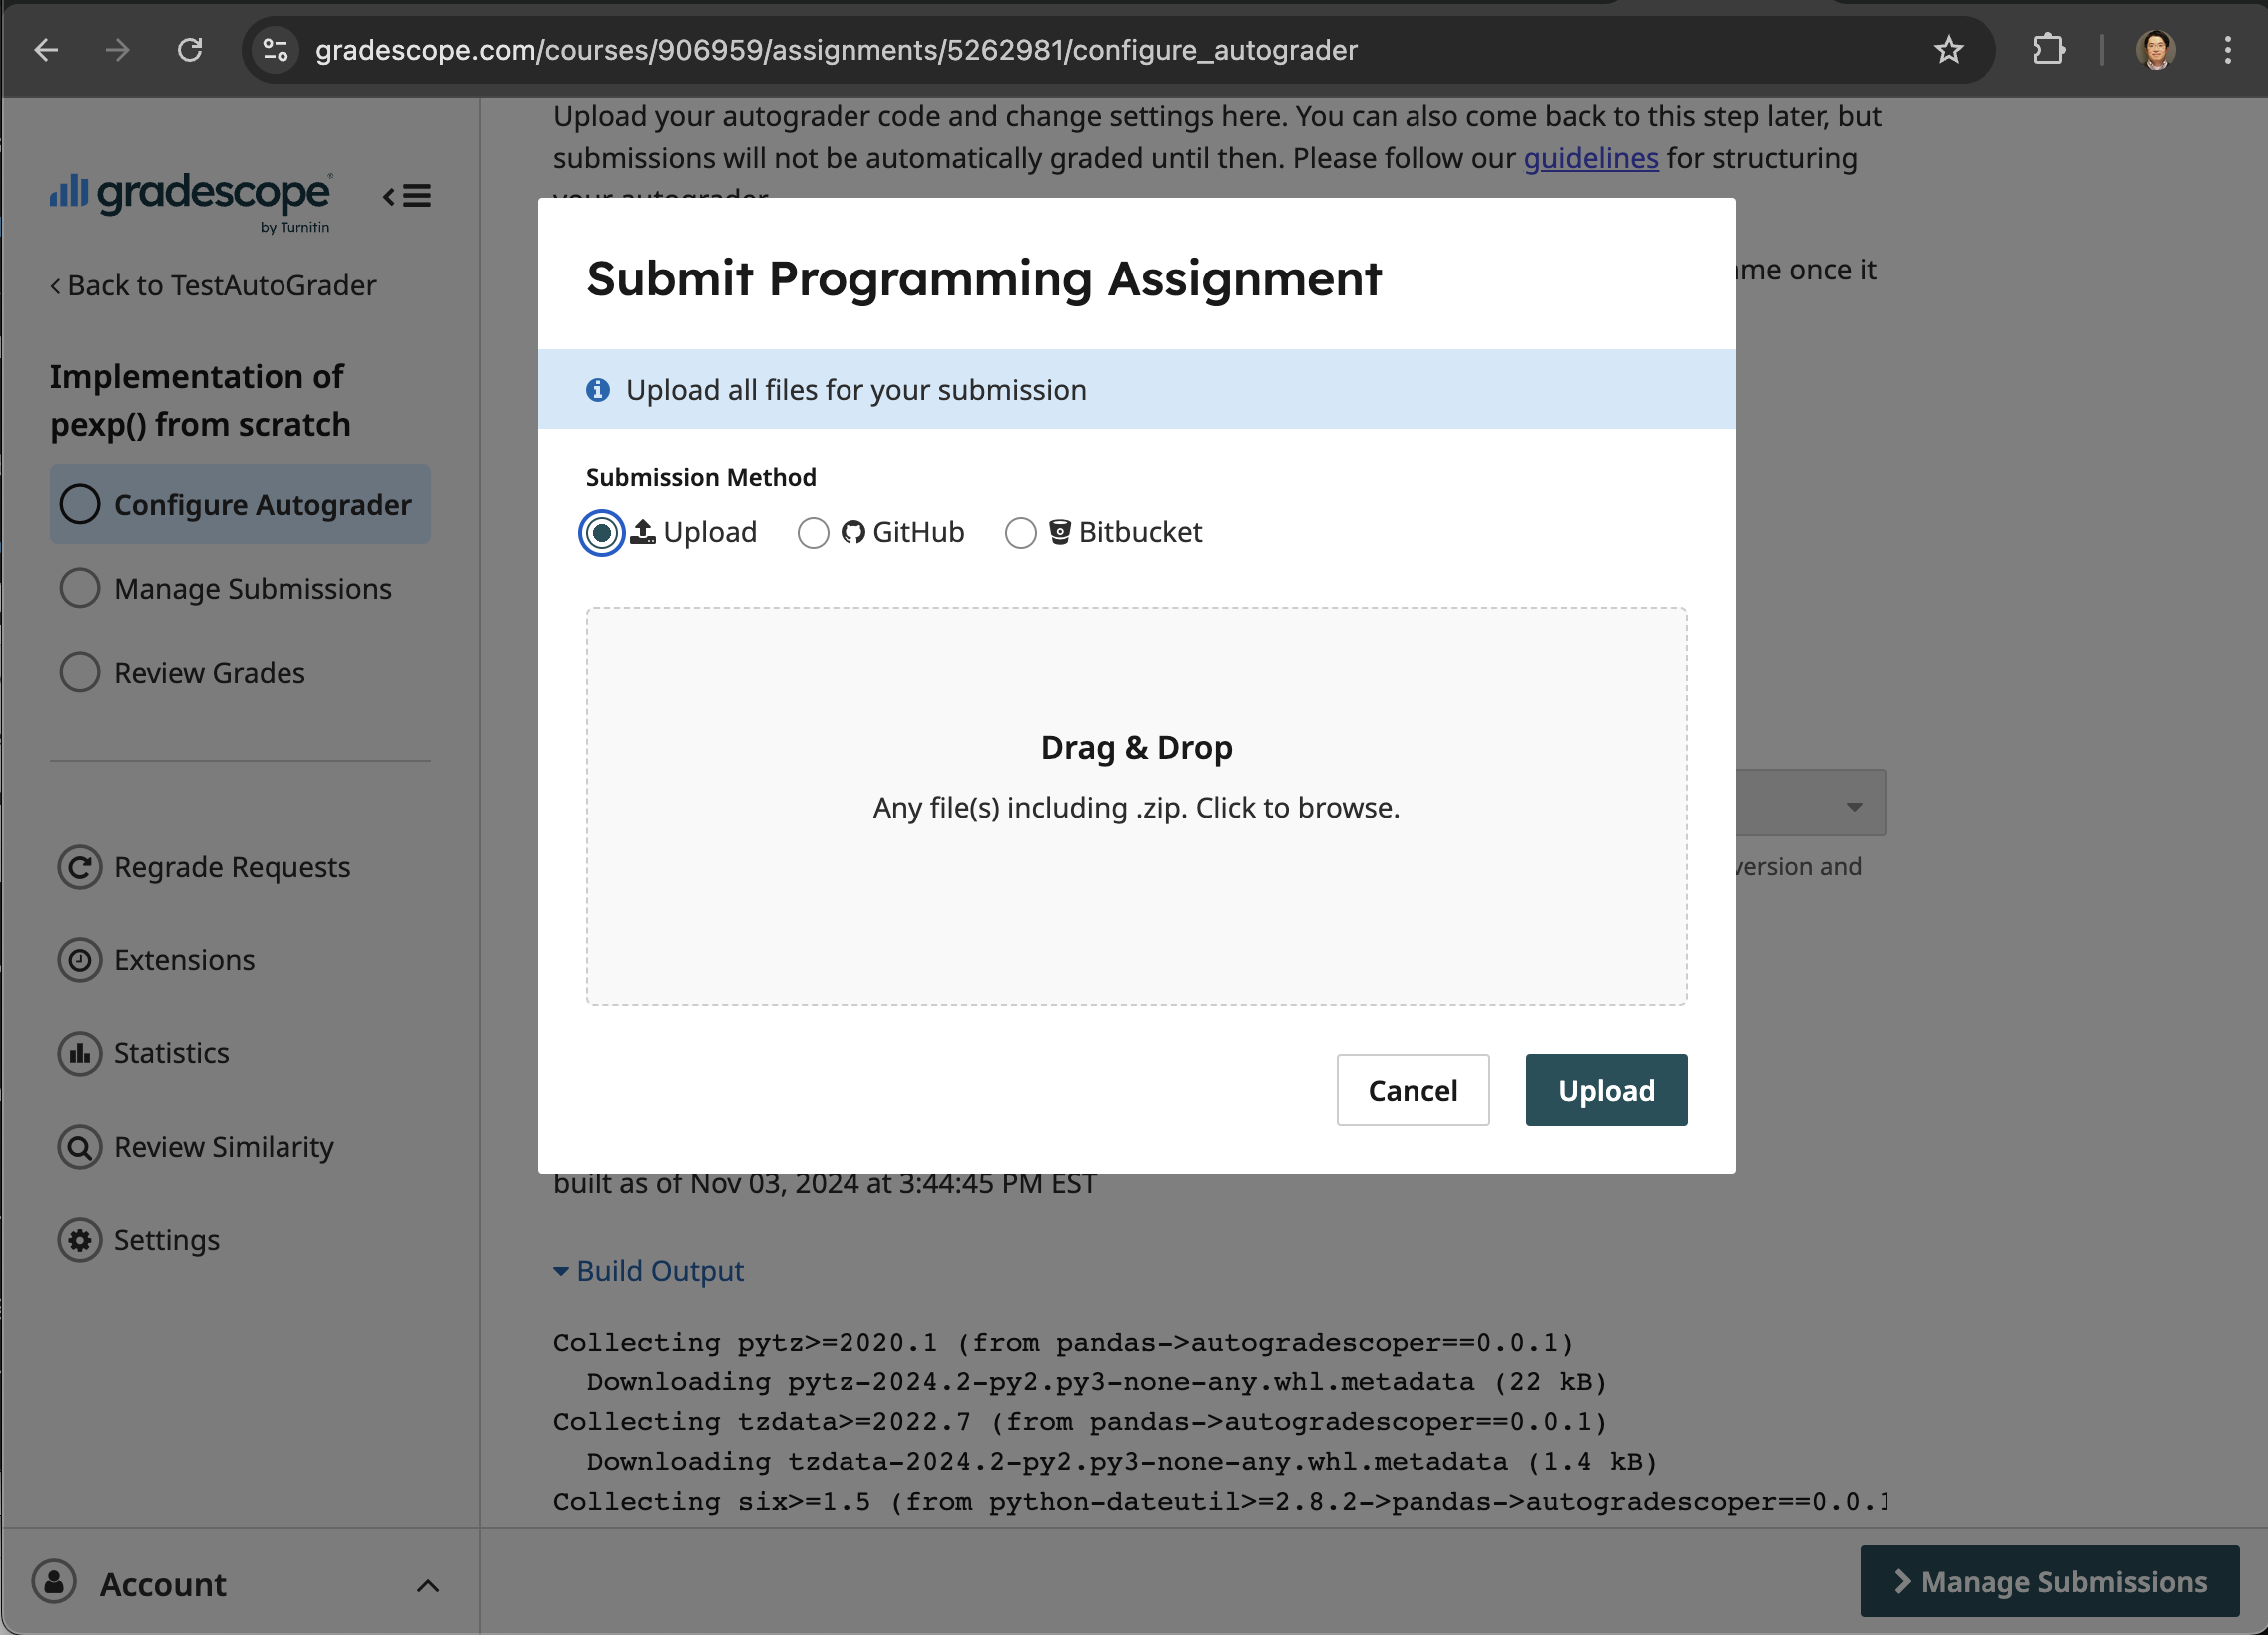 gradescope.com/courses/906959/assignments/5262981/configure_autograder
gradescope
by Turnitin
Back to TestAutoGrader
Implementation of
pexp() from scratch
Configure Autograder
Manage Submissions
Review Grades
Regrade Requests
Extensions
Statistics
Review Similarity
Settings
Account
Upload your autograder code and change settings here. You can also come back to this step later, but
submissions will not be automatically graded until then. Please follow our guidelines for structuring
your autograder
me once it
Submit Programming Assignment
Upload all files for your submission
Submission Method
Upload GitHub Bitbucket
Drag & Drop
Any file(s) including .zip. Click to browse.
version and
Cancel Upload
built as of Nov 03, 2024 at 3:44:45 PM EST
Build Output
Collecting pytz>=2020.1 (from pandas->autogradescoper==0.0.1)
Downloading pytz-2024.2-py2.py3-none-any.whl.metadata (22 kB)
Collecting tzdata>=2022.7 (from pandas->autogradescoper==0.0.1)
Downloading tzdata-2024.2-py2.py3-none-any.whl.metadata (1.4 kB)
Collecting six>=1.5 (from python-dateutil>=2.8.2->pandas->autogradescoper==0.0.1
Manage Submissions